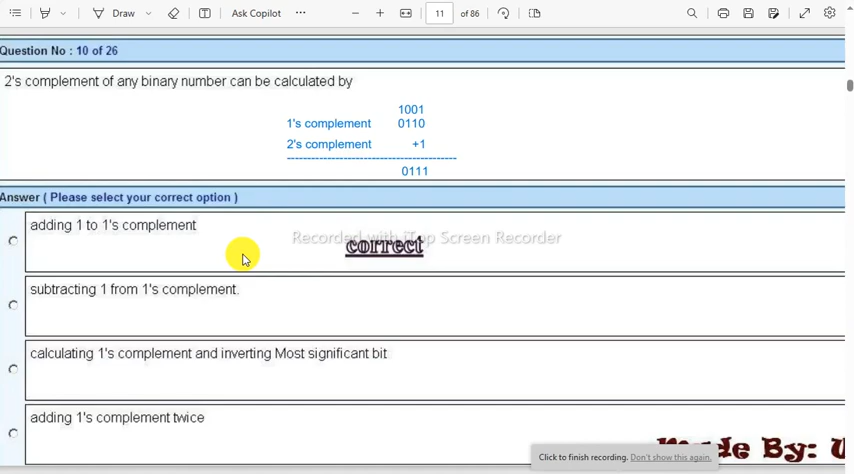 Draw
Ask Copilot
11 of 86
Question No : 10 of 26
2's complement of any binary number can be calculated by
1001
1's complement 0110
2's complement +1
------------------------------------------
0111
Answer ( Please select your correct option )
adding 1 to 1's complement
Recorded with iTop Screen Recorder
correct
subtracting 1 from 1's complement.
calculating 1's complement and inverting Most significant bit
adding 1's complement twice
Made By:
Click to finish recording. Don't show this again.